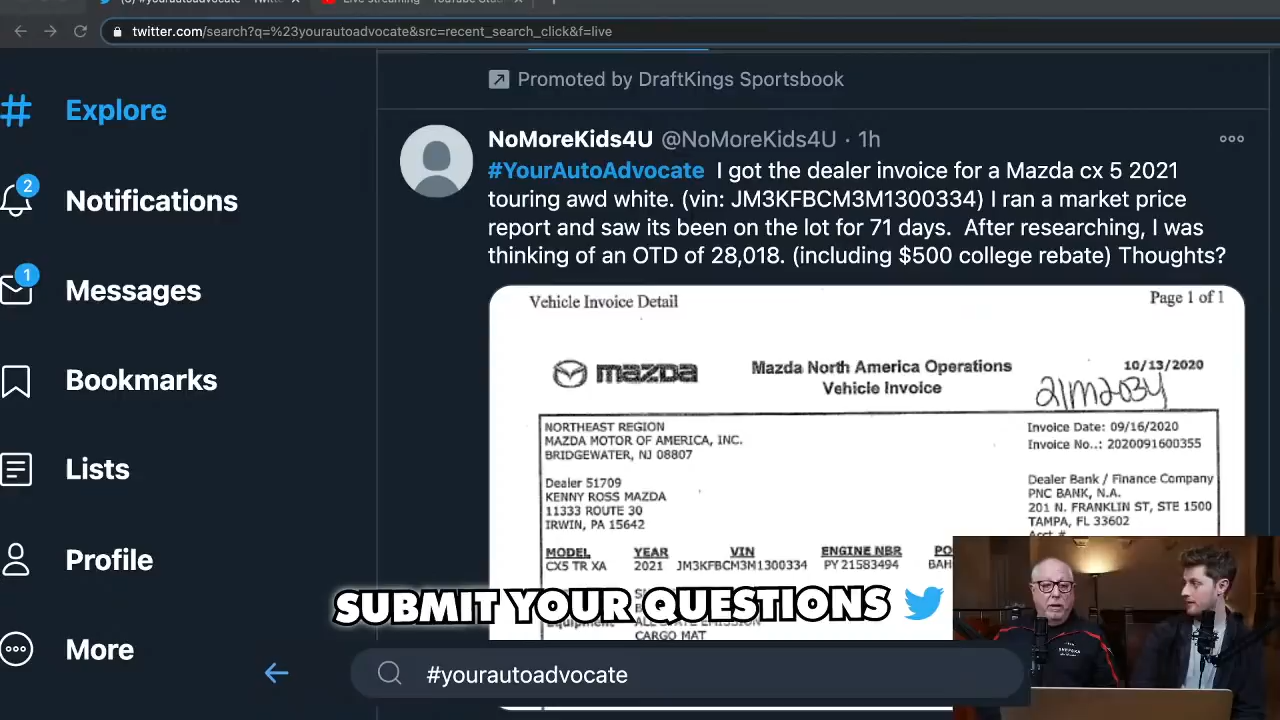 #yourautoadvocate - Twitt
Live streaming - YouTube Stud
twitter.com/search?q=%23yourautoadvocate&src=recent_search_click&f=live
Promoted by DraftKings Sportsbook
Explore
2
Notifications
1
Messages
Bookmarks
Lists
Profile
More
NoMoreKids4U @NoMoreKids4U · 1h
#YourAutoAdvocate I got the dealer invoice for a Mazda cx 5 2021
touring awd white. (vin: JM3KFBCM3M1300334) I ran a market price
report and saw its been on the lot for 71 days. After researching, I was
thinking of an OTD of 28,018. (including $500 college rebate) Thoughts?
Vehicle Invoice Detail
Page 1 of 1
mazda
Mazda North America Operations
Vehicle Invoice
10/13/2020
21M203Y
NORTHEAST REGION
MAZDA MOTOR OF AMERICA, INC.
BRIDGEWATER, NJ 08807
Invoice Date: 09/16/2020
Invoice No..: 2020091600355
Dealer 51709
KENNY ROSS MAZDA
11333 ROUTE 30
IRWIN, PA 15642
Dealer Bank / Finance Company
PNC BANK, N.A.
201 N. FRANKLIN ST, STE 1500
TAMPA, FL 33602
MODEL YEAR VIN ENGINE NBR
CX5 TR XA 2021 JM3KFBCM3M1300334 PY 21583494
CARGO MAT
SUBMIT YOUR QUESTIONS
#yourautoadvocate